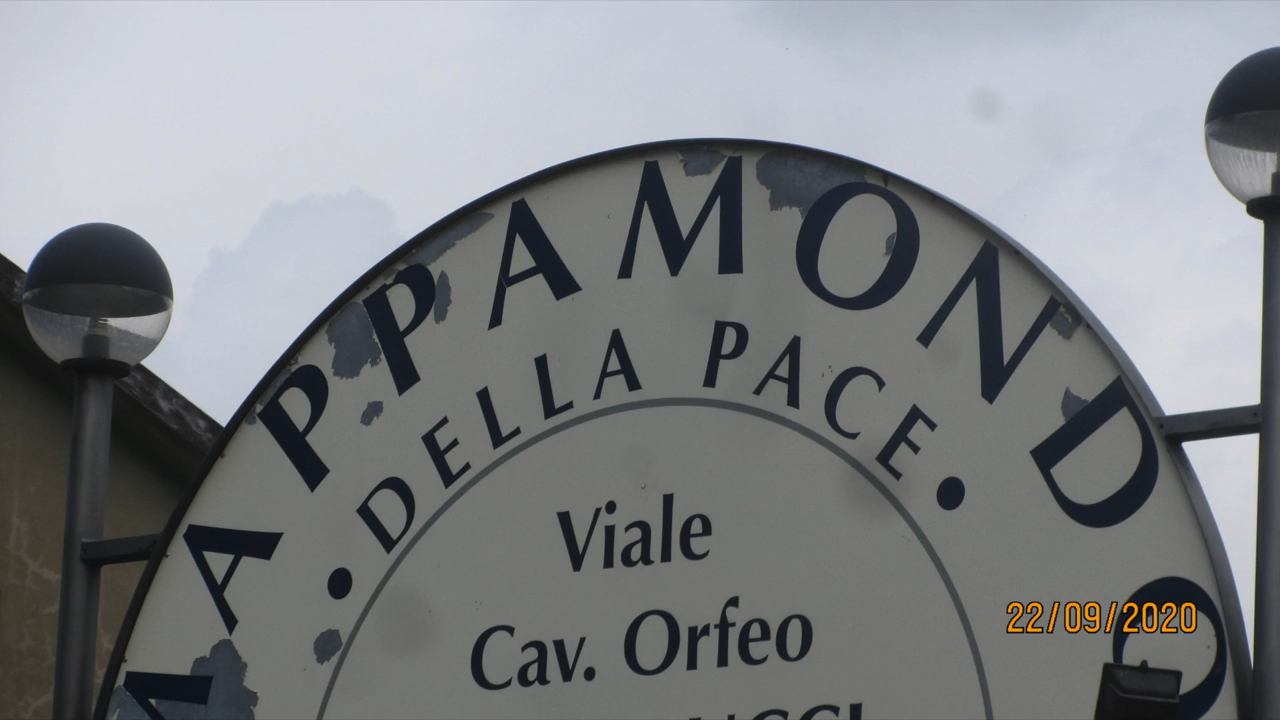 MAPPAMONDO
DELLA PACE
Viale
Cav. Orfeo
22/09/2020